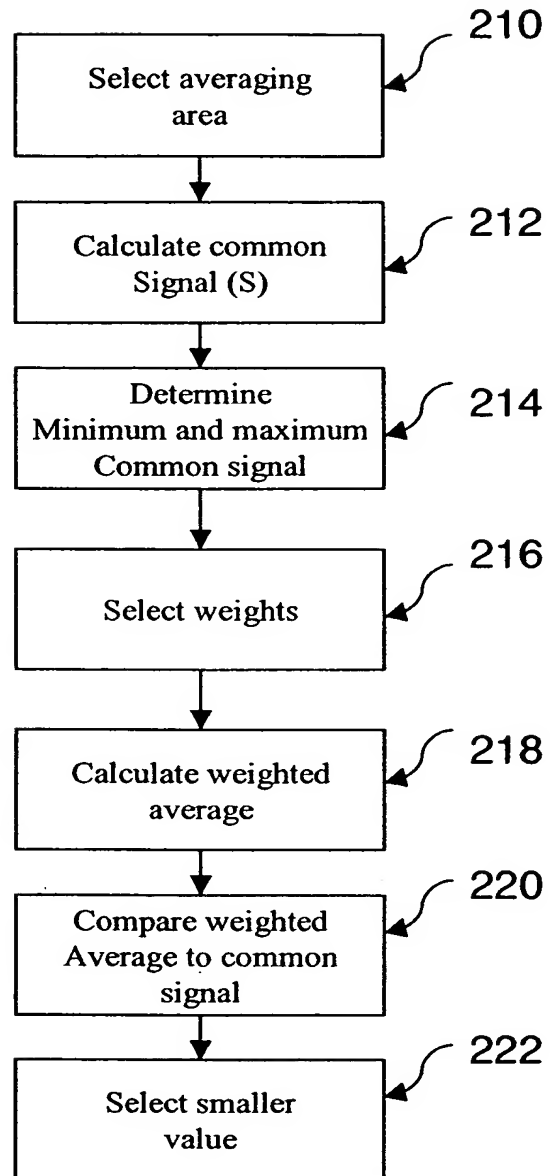 210
Select averaging
area
212
Calculate common
Signal (S)
214
Determine
Minimum and maximum
Common signal
216
Select weights
218
Calculate weighted
average
220
Compare weighted
Average to common
signal
222
Select smaller
value